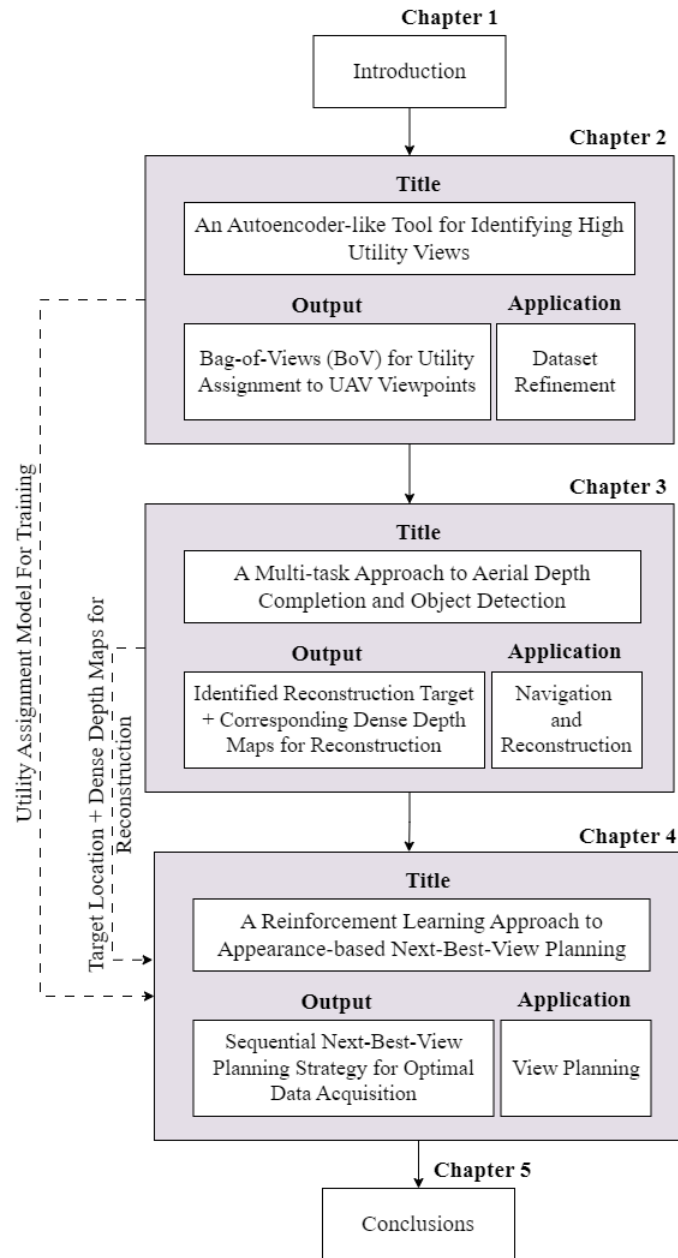 Chapter 1
Introduction
Chapter 2
Title
An Autoencoder-like Tool for Identifying High
Utility Views
Output
Application
Bag-of-Views (BoV) for Utility
Assignment to UAV Viewpoints
Dataset
Refinement
Utility Assignment Model For Training
Chapter 3
Title
A Multi-task Approach to Aerial Depth
Completion and Object Detection
Output
Application
Identified Reconstruction Target
+ Corresponding Dense Depth
Maps for Reconstruction
Navigation
and
Reconstruction
Target Location + Dense Depth Maps for
Reconstruction
Chapter 4
Title
A Reinforcement Learning Approach to
Appearance-based Next-Best-View Planning
Output
Application
Sequential Next-Best-View
Planning Strategy for Optimal
Data Acquisition
View Planning
Chapter 5
Conclusions